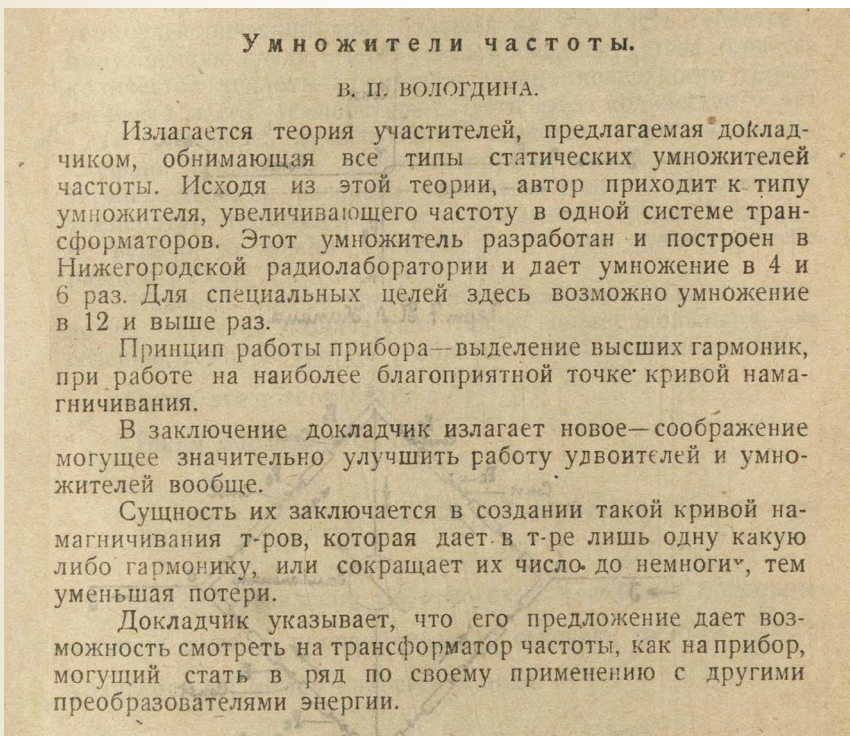 Умножители частоты.
В. П. ВОЛОГДИНА.
Излагается теория участителей, предлагаемая доклад-
чиком, обнимающая все типы статических умножителей
частоты. Исходя из этой теории, автор приходит к типу
умножителя, увеличивающего частоту в одной системе тран-
сформаторов. Этот умножитель разработан и построен в
Нижегородской радиолаборатории и дает умножение в 4 и
6 раз. Для специальных целей здесь возможно умножение
в 12 и выше раз.
Принцип работы прибора—выделение высших гармоник,
при работе на наиболее благоприятной точке кривой нама-
гничивания.
В заключение докладчик излагает новое—соображение
могущее значительно улучшить работу удвоителей и умно-
жителей вообще.
Сущность их заключается в создании такой кривой на-
магничивания т-ров, которая дает в т-ре лишь одну какую
либо гармонику, или сокращает их число до немноги, тем
уменьшая потери.
Докладчик указывает, что его предложение дает воз-
можность смотреть на трансформатор частоты, как на прибор,
могущий стать в ряд по своему применению с другими
преобразователями энергии.